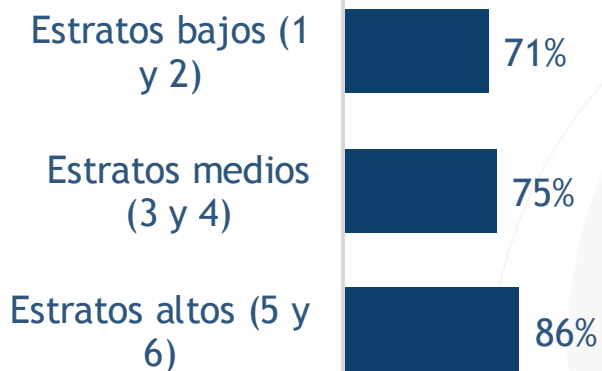 Estratos bajos (1
y 2)
71%
Estratos medios
(3 y 4)
75%
Estratos altos (5 y
6)
86%